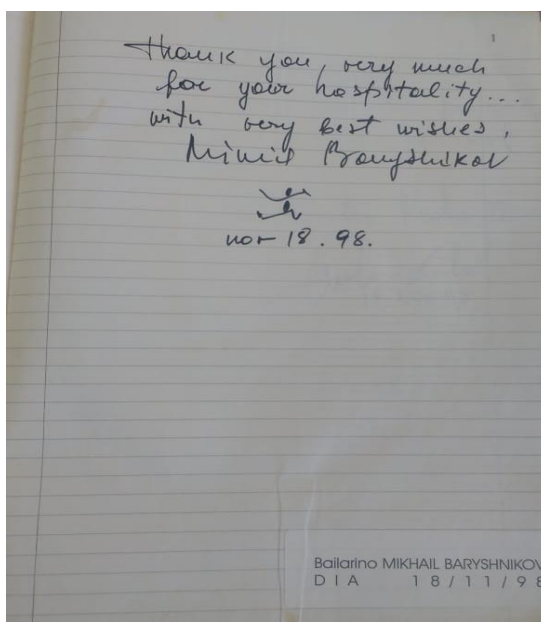 1
Thank you, very much
for your hospitality...
with very best wishes,
Baryshnikov
nov 18. 98.
Bailarino MIKHAIL BARYSHNIKOV
DIA 18/11/98